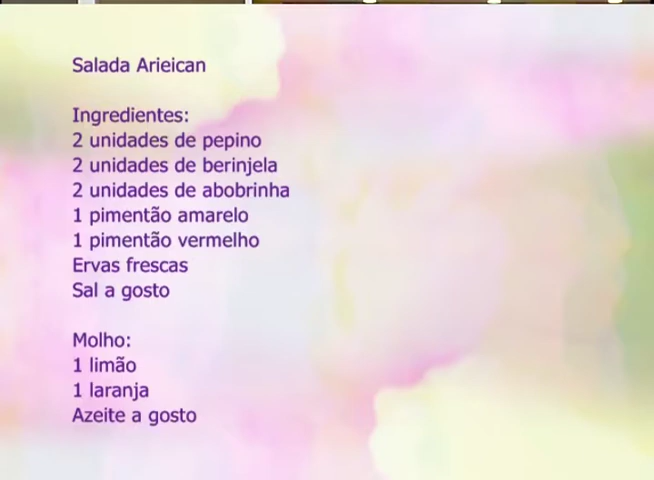 Salada Arieican
Ingredientes:
2 unidades de pepino
2 unidades de berinjela
2 unidades de abobrinha
1 pimentão amarelo
1 pimentão vermelho
Ervas frescas
Sal a gosto
Molho:
1 limão
1 laranja
Azeite a gosto